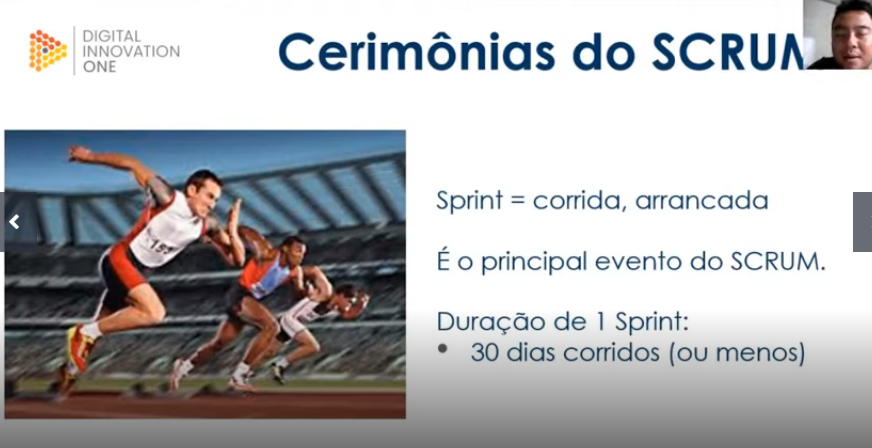 DIGITAL
INNOVATION
ONE
Cerimônias do SCRUM
Sprint = corrida, arrancada
É o principal evento do SCRUM.
Duração de 1 Sprint:
• 30 dias corridos (ou menos)